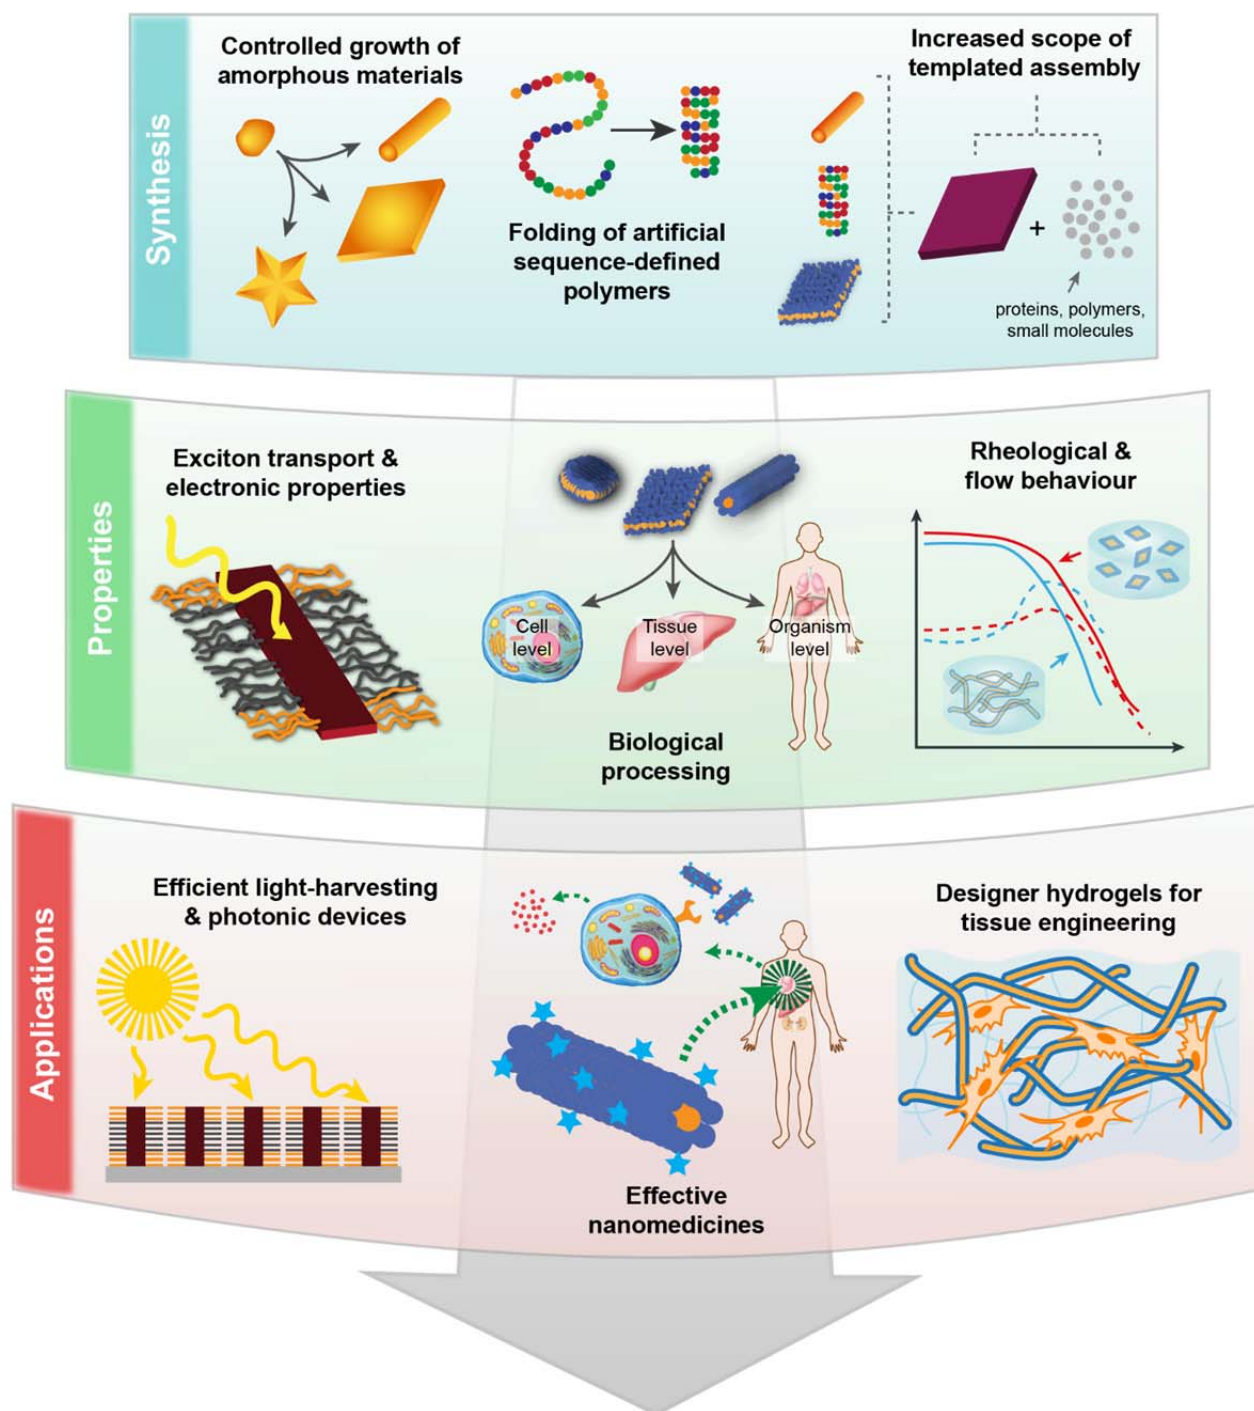 Synthesis
Controlled growth of
amorphous materials
Folding of artificial
sequence-defined
polymers
Increased scope of
templated assembly
+
proteins, polymers,
small molecules
Properties
Exciton transport &
electronic properties
Cell
level
Tissue
level
Organism
level
Biological
processing
Rheological &
flow behaviour
Applications
Efficient light-harvesting
& photonic devices
Effective
nanomedicines
Designer hydrogels for
tissue engineering